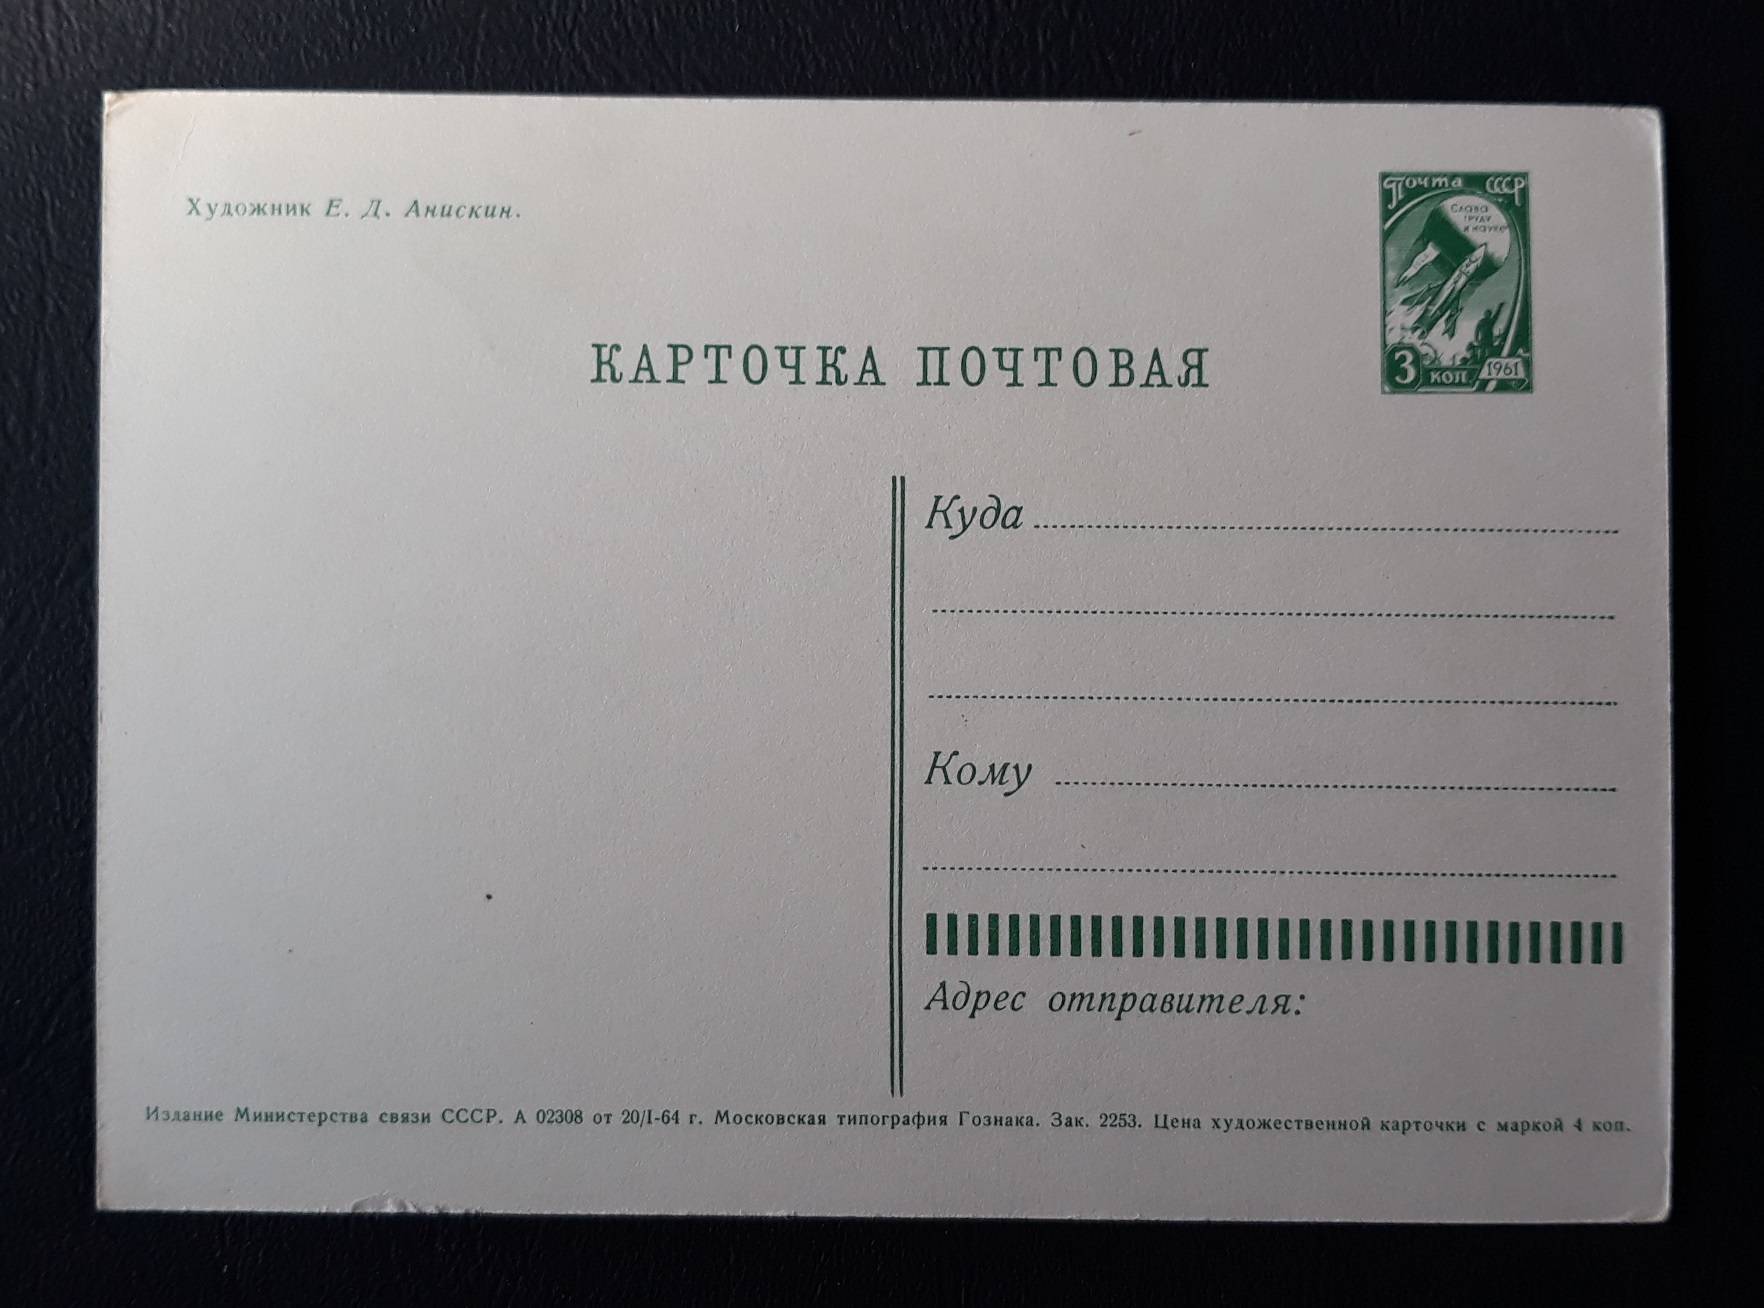 Художник Е. Д. Анискин.
Почта СССР
Слава
труду
и науке
3 коп. 1961
КАРТОЧКА ПОЧТОВАЯ
Куда
Кому
Адрес отправителя:
Издание Министерства связи СССР. А 02308 от 20/I-64 г. Московская типография Гознака. Зак. 2253. Цена художественной карточки с маркой 4 коп.